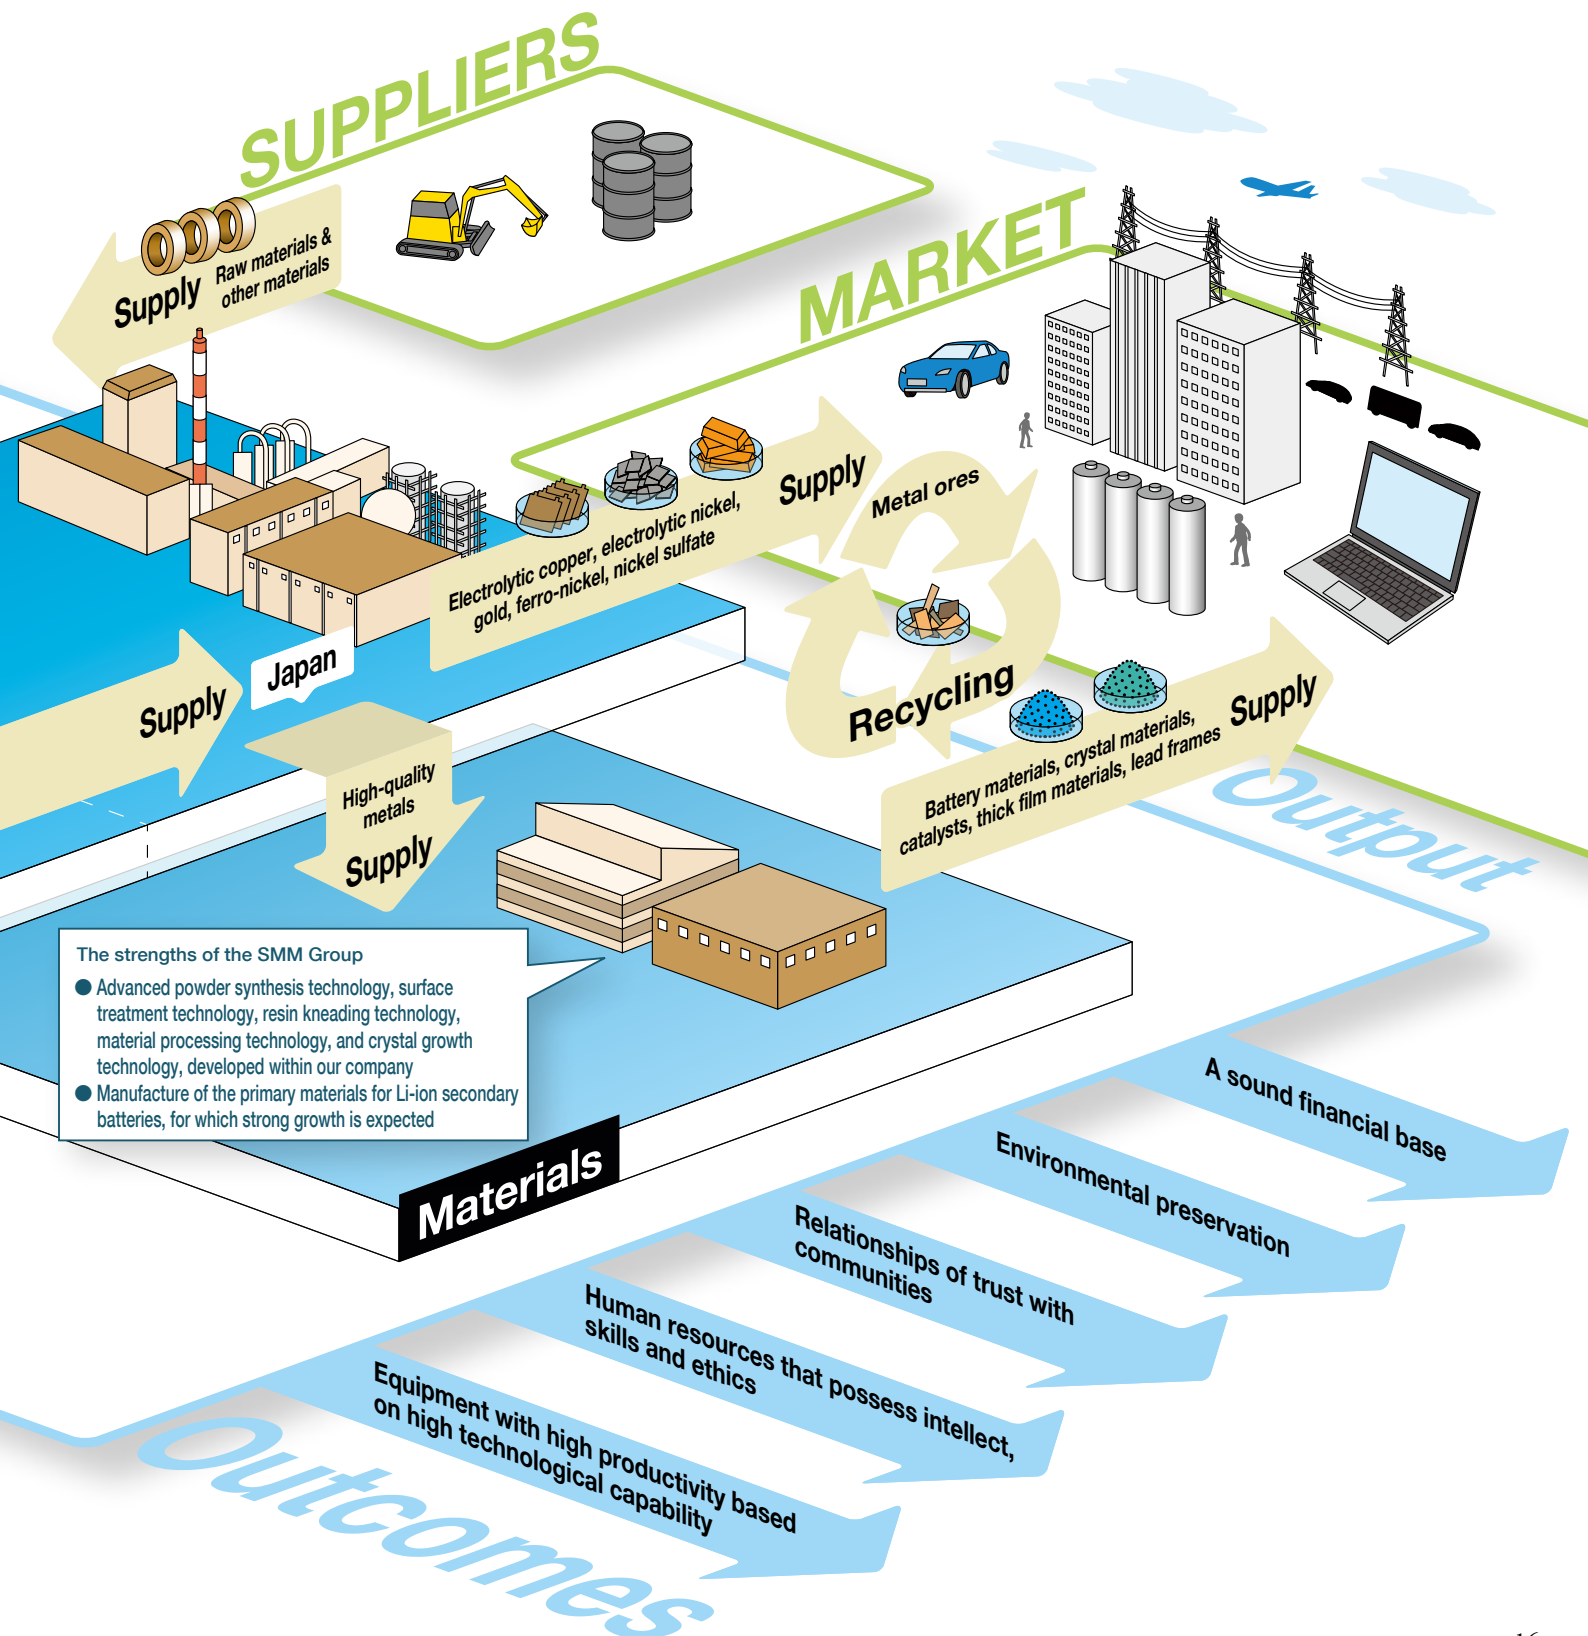 SUPPLIERS
Supply
Raw materials &
other materials
MARKET
Supply
Electrolytic copper, electrolytic nickel,
gold, ferro-nickel, nickel sulfate
Metal ores
Recycling
Japan
Supply
High-quality
metals
Supply
Supply
Battery materials, crystal materials,
catalysts, thick film materials, lead frames
Output
The strengths of the SMM Group
● Advanced powder synthesis technology, surface
treatment technology, resin kneading technology,
material processing technology, and crystal growth
technology, developed within our company
● Manufacture of the primary materials for Li-ion secondary
batteries, for which strong growth is expected
Materials
A sound financial base
Environmental preservation
Relationships of trust with
communities
Human resources that possess intellect,
skills and ethics
Equipment with high productivity based
on high technological capability
Outcomes